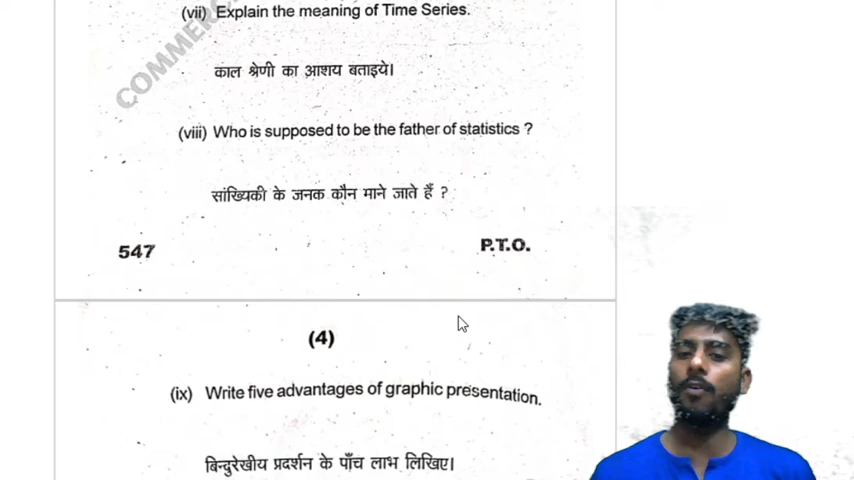 COMMERC
(vii) Explain the meaning of Time Series.
काल श्रेणी का आशय बताइये।
(viii) Who is supposed to be the father of statistics ?
सांख्यिकी के जनक कौन माने जाते हैं ?
547 P.T.O.
(4)
(ix) Write five advantages of graphic presentation.
बिन्दुरेखीय प्रदर्शन के पाँच लाभ लिखिए।